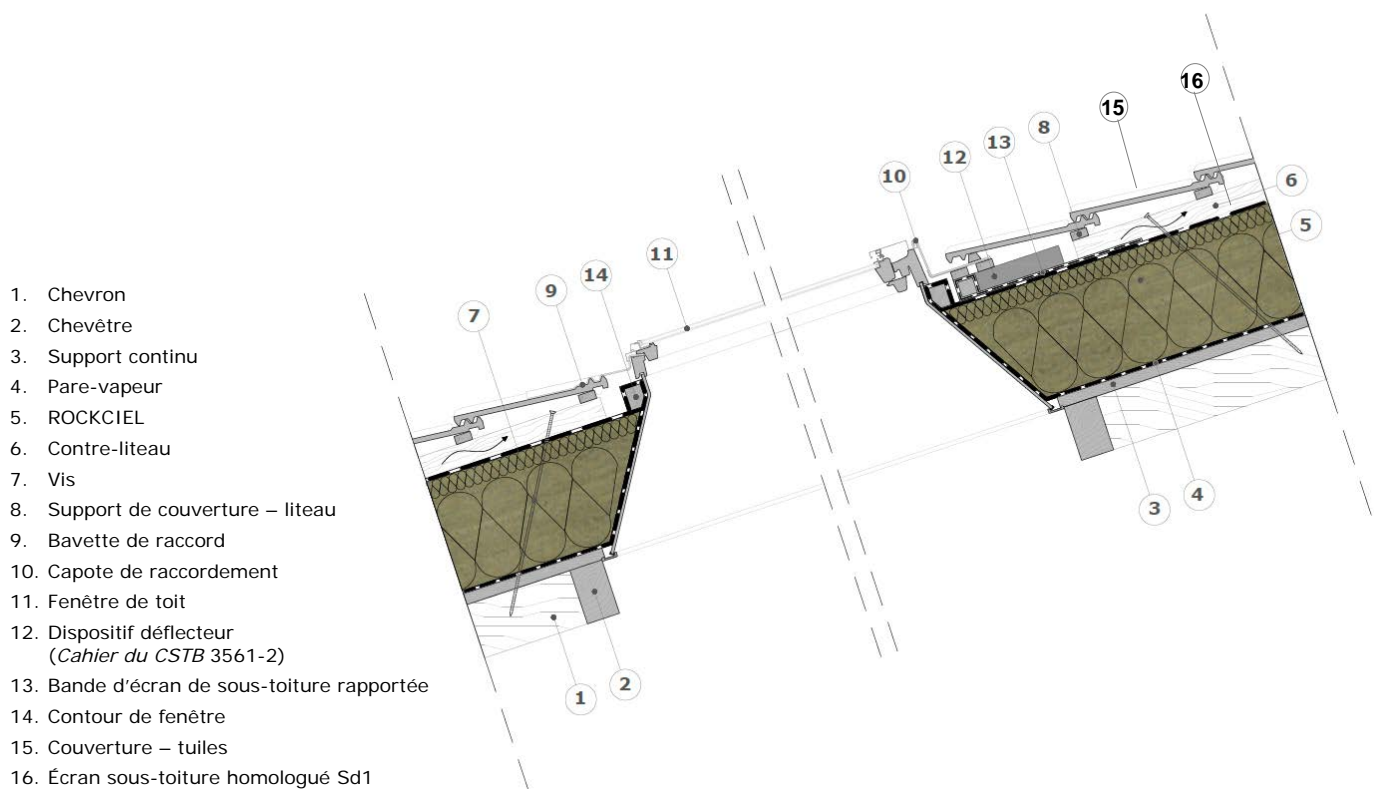 1. Chevron
2. Chevêtre
3. Support continu
4. Pare-vapeur
5. ROCKCIEL
6. Contre-liteau
7. Vis
8. Support de couverture – liteau
9. Bavette de raccord
10. Capote de raccordement
11. Fenêtre de toit
12. Dispositif déflecteur
(Cahier du CSTB 3561-2)
13. Bande d'écran de sous-toiture rapportée
14. Contour de fenêtre
15. Couverture – tuiles
16. Écran sous-toiture homologué Sd1
16
15
8
13
12
10
6
5
11
14
9
7
4
3
2
1